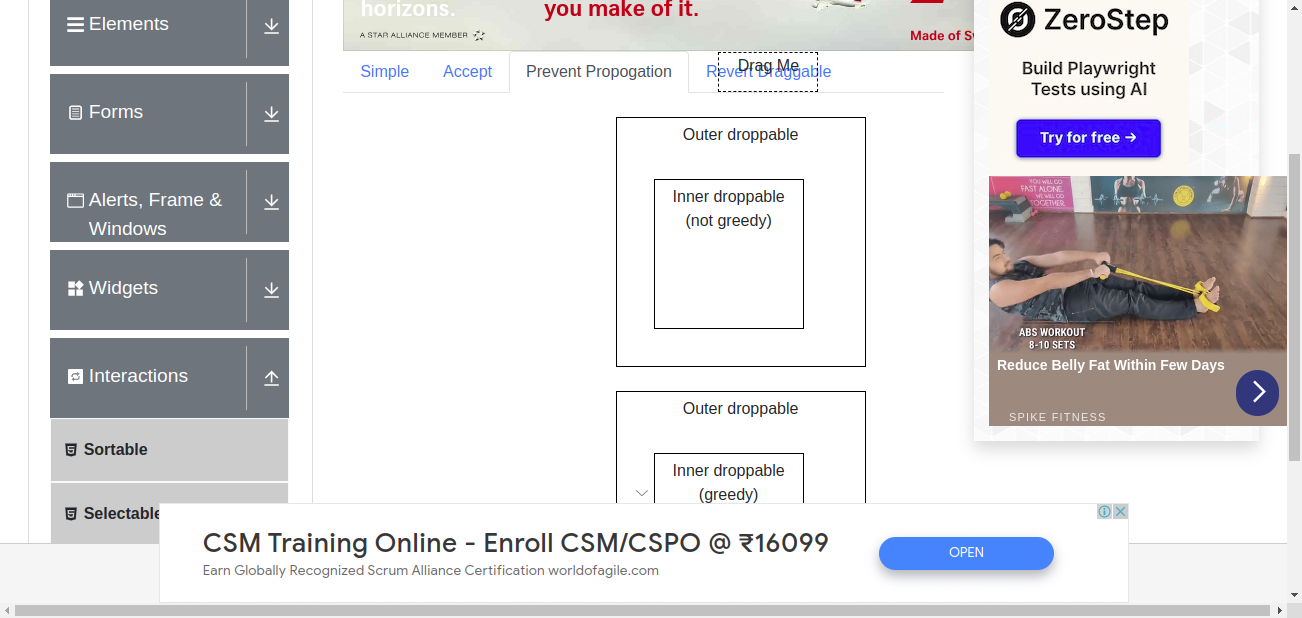 Elements
Forms
Alerts, Frame &
Windows
Widgets
Interactions
Sortable
Selectable
horizons.
you make of it.
A STAR ALLIANCE MEMBER
Made of Sw
Simple
Accept
Prevent Propogation
Revert Draggable
Drag Me
Outer droppable
Inner droppable
(not greedy)
Outer droppable
Inner droppable
(greedy)
ZeroStep
Build Playwright
Tests using AI
Try for free →
YOU WILL GO
FAST ALONE.
WE WILL GO
TOGETHER.
ABS WORKOUT
8-10 SETS
Reduce Belly Fat Within Few Days
SPIKE FITNESS
CSM Training Online - Enroll CSM/CSPO @ ₹16099
Earn Globally Recognized Scrum Alliance Certification worldofagile.com
OPEN